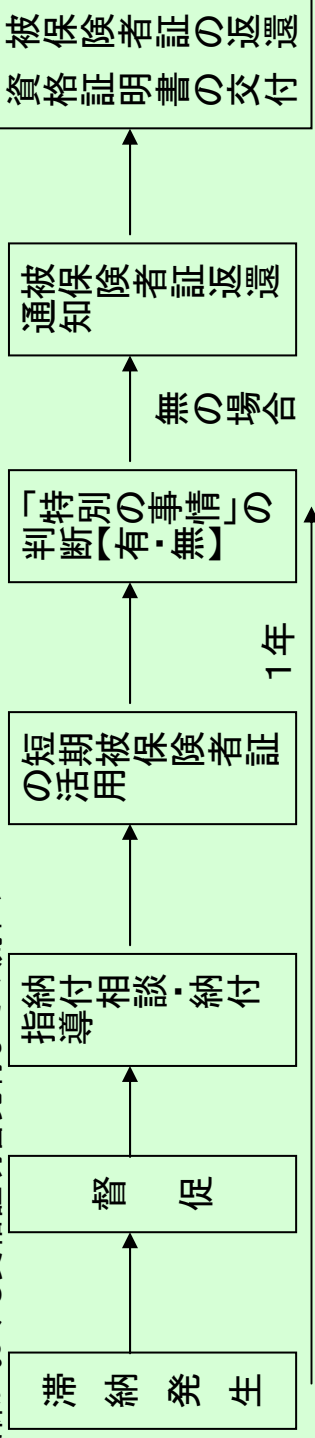 滞納発生
督促
納付相談・納付
指導
短期被保険者証
の活用
「特別の事情」の
判断【有・無】
1年
無の場合
被保険者証返還
通知
被保険者証の返還
資格証明書の交付